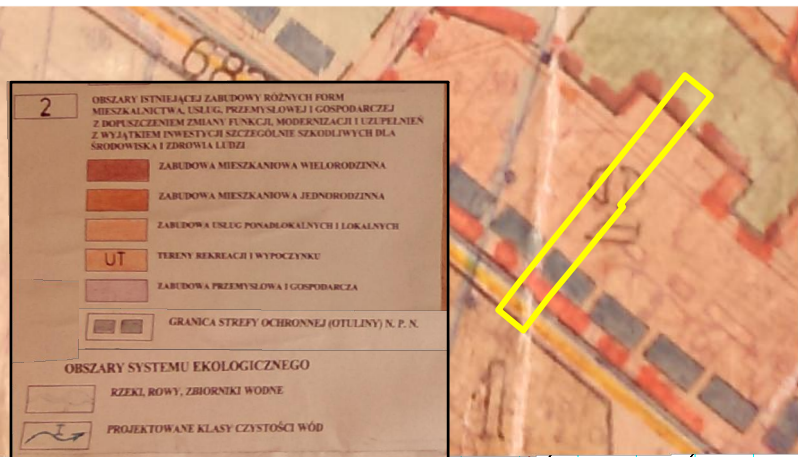 682
2
OBSZARY ISTNIEJĄCEJ ZABUDOWY RÓŻNYCH FORM
MIESZKALNICTWA, USŁUG, PRZEMYSŁOWEJ I GOSPODARCZEJ
Z DOPUSZCZENIEM ZMIANY FUNKCJI, MODERNIZACJI I UZUPEŁNIEŃ
Z WYJĄTKIEM INWESTYCJI SZCZEGÓLNIE SZKODLIWYCH DLA
ŚRODOWISKA I ZDROWIA LUDZI
ZABUDOWA MIESZKANIOWA WIELORODZINNA
ZABUDOWA MIESZKANIOWA JEDNORODZINNA
ZABUDOWA USŁUG PONADLOKALNYCH I LOKALNYCH
UT TERENY REKREACJI I WYPOCZYNKU
ZABUDOWA PRZEMYSŁOWA I GOSPODARCZA
GRANICA STREFY OCHRONNEJ (OTULINY) N. P. N.
OBSZARY SYSTEMU EKOLOGICZNEGO
RZEKI, ROWY, ZBIORNIKI WODNE
I PROJEKTOWANE KLASY CZYSTOŚCI WÓD